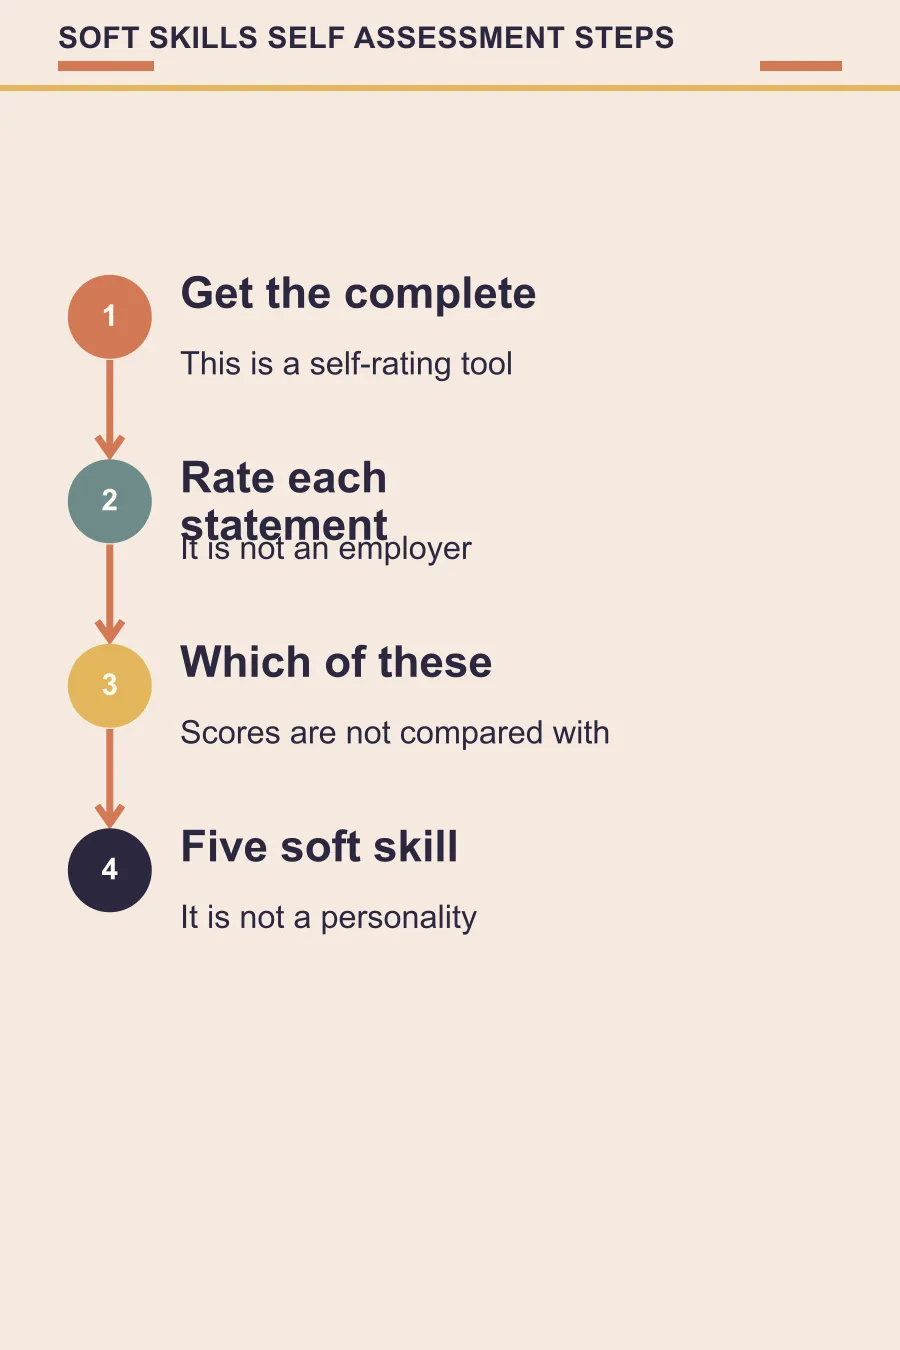 SOFT SKILLS SELF ASSESSMENT STEPS
1
Get the complete
This is a self-rating tool
2
Rate each
statement
It is not an employer
3
Which of these
Scores are not compared with
4
Five soft skill
It is not a personality